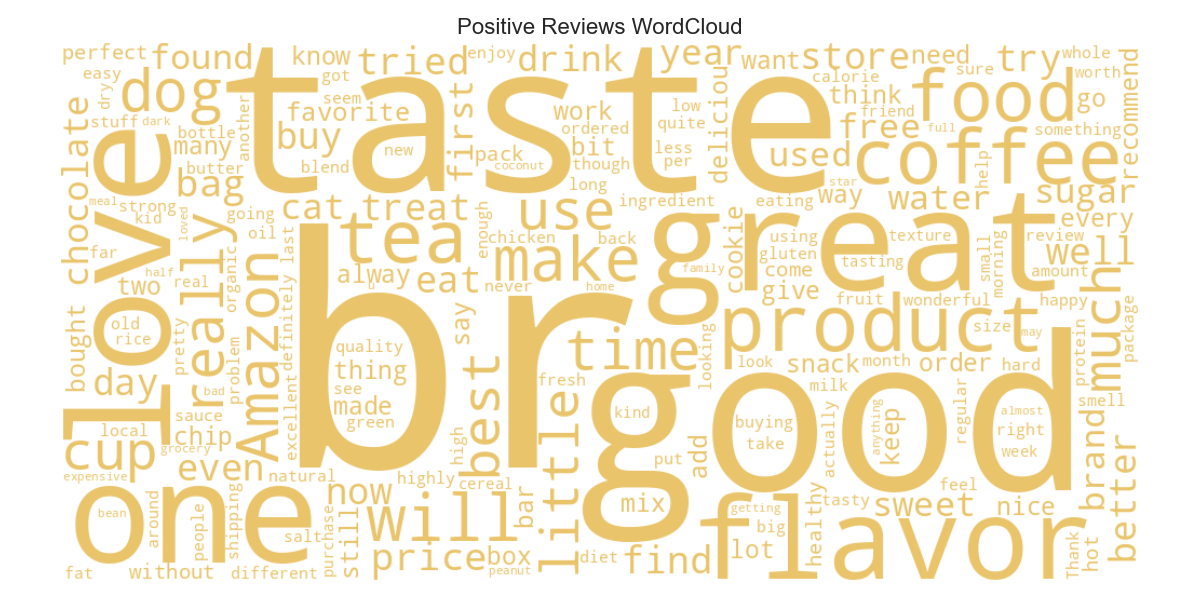 Positive Reviews WordCloud
perfect found know tried enjoy drink year want store need try whole
easy dog taste got seem calorie sure food worth
dry stuff dark another favorite work low think friend go recommend
bottle many buy new first ordered quite delicious free full something
chocolate love butter blend pack bit though less per used coffee help
bag coconut long star
meal strong kid loved cat treat use ingredient eating way water sugar
going tea enough great texture every
far really oil chicken back cookie using tasting small review well
half organic last make gluten morning
two real Amazon alway u eat never family come amount much
definitely br home give fruit wonderful happy
old rice pretty say product size may protein package
bought problem quality time looking look snack month order hard
day bad see thing best fresh good milk
excellent made little kind actually regular smell
sauce green buying anything almost
local chip take keep right brand better
cup grocery high put add week
expensive even natural highly cereal feel
one now mix tasty sweet nice
bean around people shipping salt still will bar flavor getting big healthy hot
purchase price box diet find lot Thank
fat without different peanut